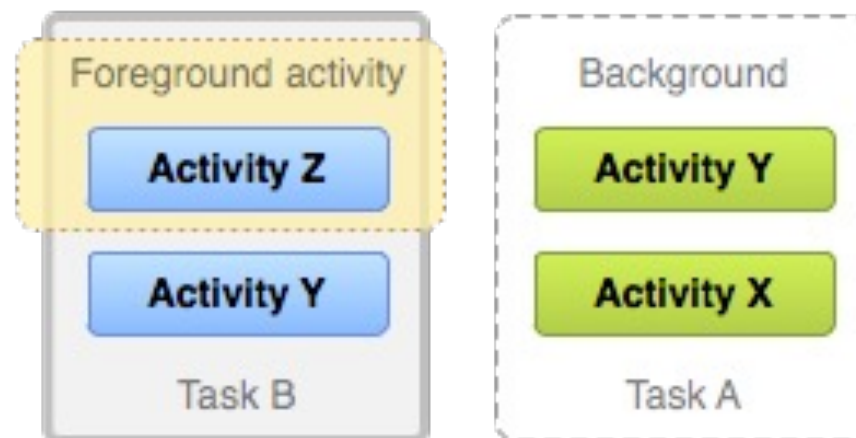 Foreground activity
Activity Z
Activity Y
Task B
Background
Activity Y
Activity X
Task A